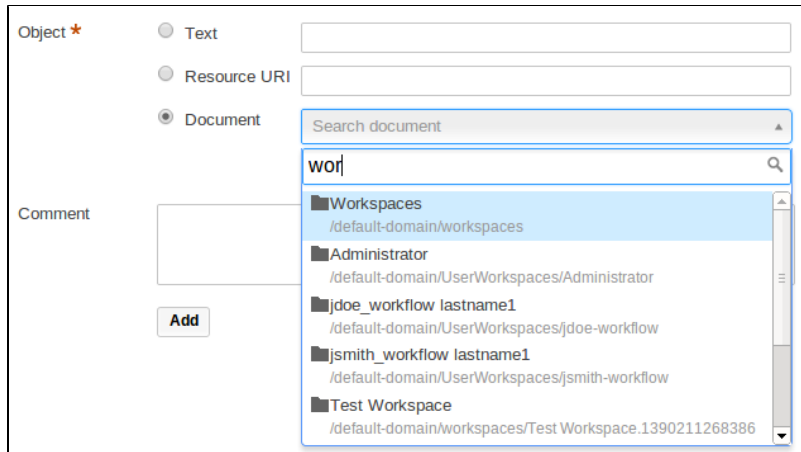 Object *
Text
Resource URI
Document
Search document
wor
Workspaces
/default-domain/workspaces
Administrator
/default-domain/UserWorkspaces/Administrator
jdoe_workflow lastname1
/default-domain/UserWorkspaces/jdoe-workflow
jsmith_workflow lastname1
/default-domain/UserWorkspaces/jsmith-workflow
Test Workspace
/default-domain/workspaces/Test Workspace.1390211268386
Comment
Add